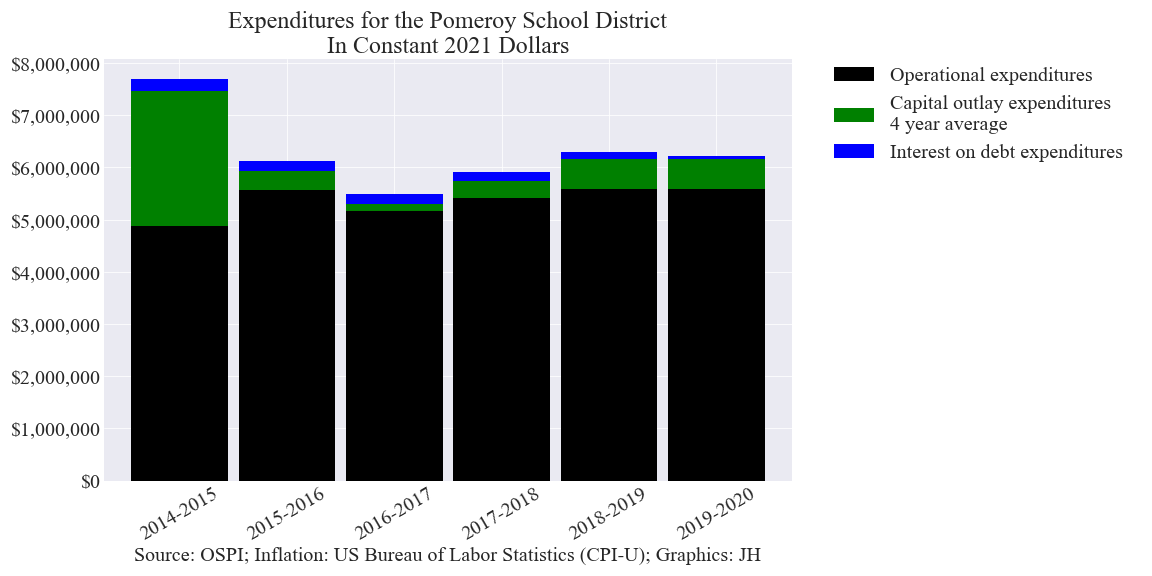 Expenditures for the Pomeroy School District
In Constant 2021 Dollars
$8,000,000
$7,000,000
$6,000,000
$5,000,000
$4,000,000
$3,000,000
$2,000,000
$1,000,000
$0
2014-2015
2015-2016
2016-2017
2017-2018
2018-2019
2019-2020
Source: OSPI; Inflation: US Bureau of Labor Statistics (CPI-U); Graphics: JH
Operational expenditures
Capital outlay expenditures
4 year average
Interest on debt expenditures